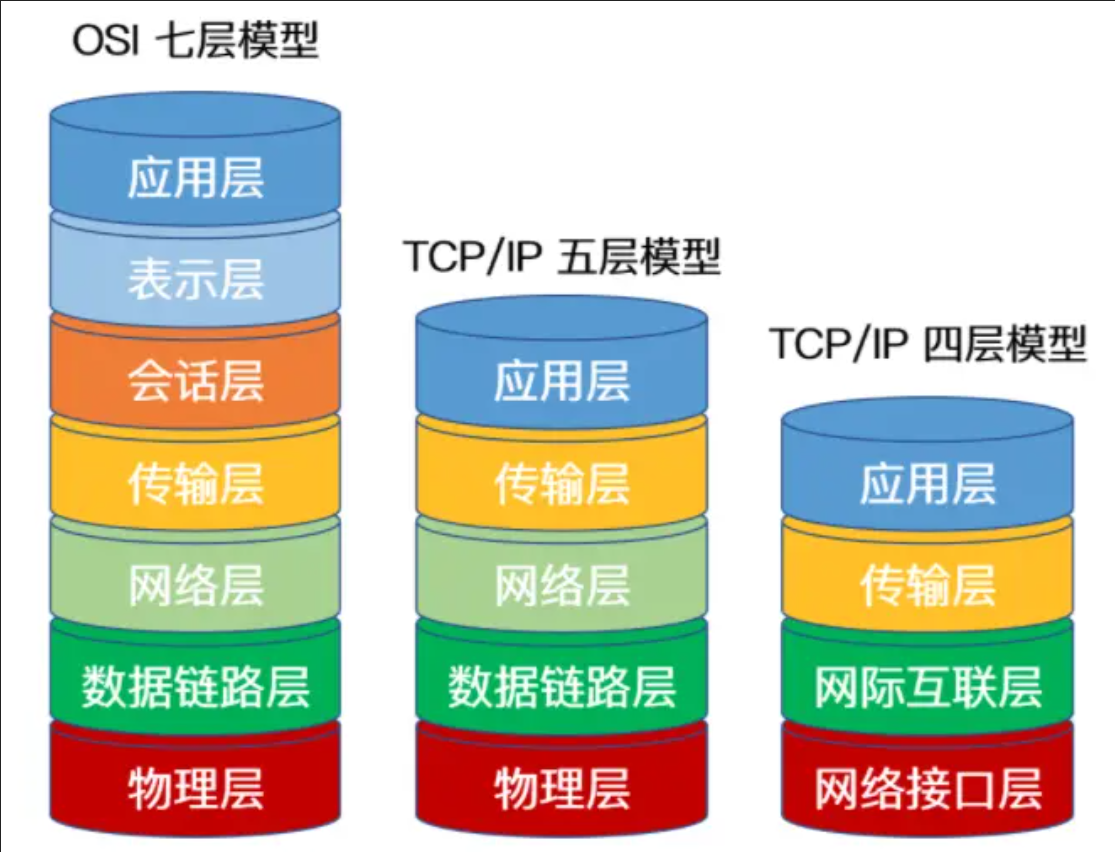 OSI 七层模型
应用层
表示层
会话层
传输层
网络层
数据链路层
物理层
TCP/IP 五层模型
应用层
传输层
网络层
数据链路层
物理层
TCP/IP 四层模型
应用层
传输层
网际互联层
网络接口层